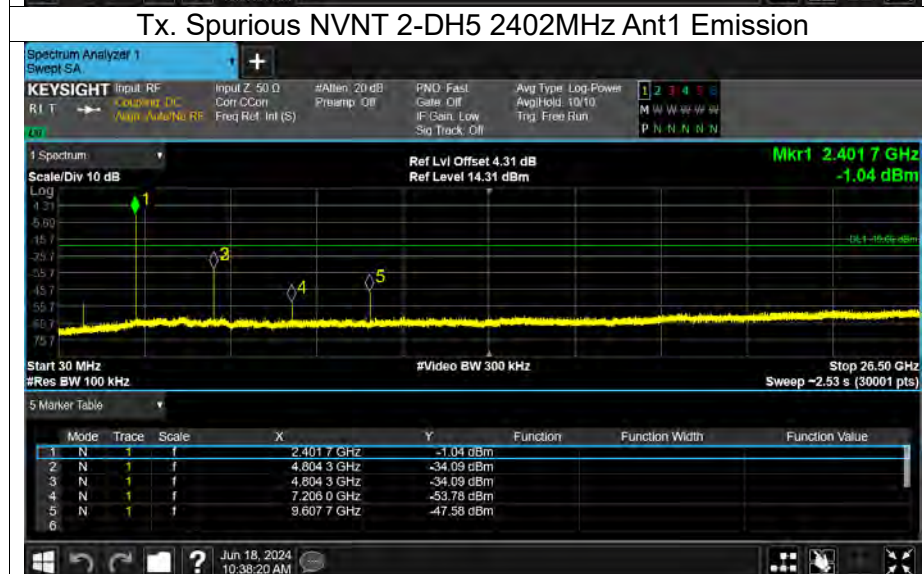 Tx. Spurious NVNT 2-DH5 2402MHz Ant1 Emission
Spectrum Analyzer 1
Swept SA
+
KEYSIGHT Input: RF Input Z: 50 Ω #Atten: 20 dB PNO: Fast Avg Type: Log-Power 1 2 3 4 5 6
RLT Coupling: DC Corr CCorr Preamp: Off Gate: Off Avg|Hold: 10/10 M W W W W W
Align: Auto/No RF Freq Ref: Int (S) IF Gain: Low Trig: Free Run
Sig Track: Off P N N N N N
1 Spectrum Ref Lvl Offset 4.31 dB Mkr1 2.401 7 GHz
Scale/Div 10 dB Ref Level 14.31 dBm -1.04 dBm
Log
4.31 1
-5.69
-15.7
-25.7 3
-35.7
-45.7 4 5
-55.7
-75.7
Start 30 MHz #Video BW 300 kHz Stop 26.50 GHz
#Res BW 100 kHz Sweep ~2.53 s (30001 pts)
5 Marker Table
Mode Trace Scale X Y Function Function Width Function Value
1 N 1 f 2.401 7 GHz -1.04 dBm
2 N 1 f 4.804 3 GHz -34.09 dBm
3 N 1 f 4.804 3 GHz -34.09 dBm
4 N 1 f 7.206 0 GHz -53.78 dBm
5 N 1 f 9.607 7 GHz -47.58 dBm
6
? Jun 18, 2024
10:38:20 AM